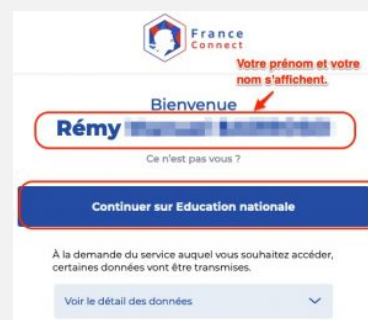 France
Connect
Votre prénom et votre
nom s'affichent.
Bienvenue
Rémy
Ce n'est pas vous ?
Continuer sur Education nationale
À la demande du service auquel vous souhaitez accéder,
certaines données vont être transmises.
Voir le détail des données